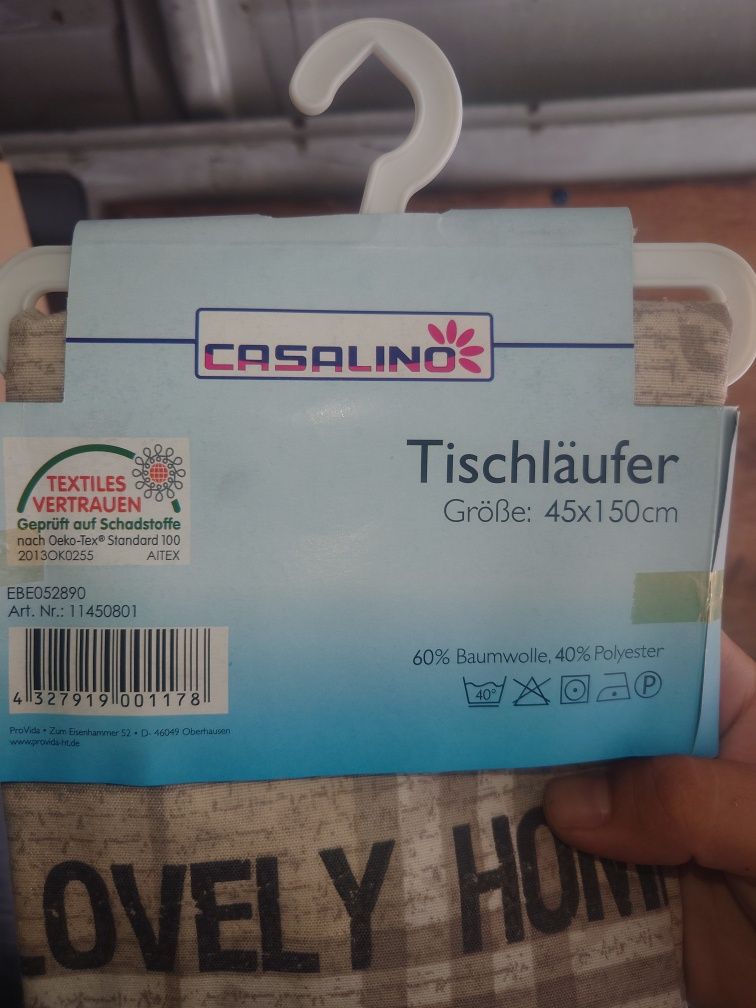 CASALINO
TEXTILES
VERTRAUEN
Geprüft auf Schadstoffe
nach Oeko-Tex® Standard 100
2013OK0255 AITEX
Tischläufer
Größe: 45x150cm
EBE052890
Art. Nr.: 11450801
4 327919 001178
60% Baumwolle, 40% Polyester
40° P
ProVida • Zum Eisenhammer 52 • D- 46049 Oberhausen
www.provida-ht.de
LOVELY HOM